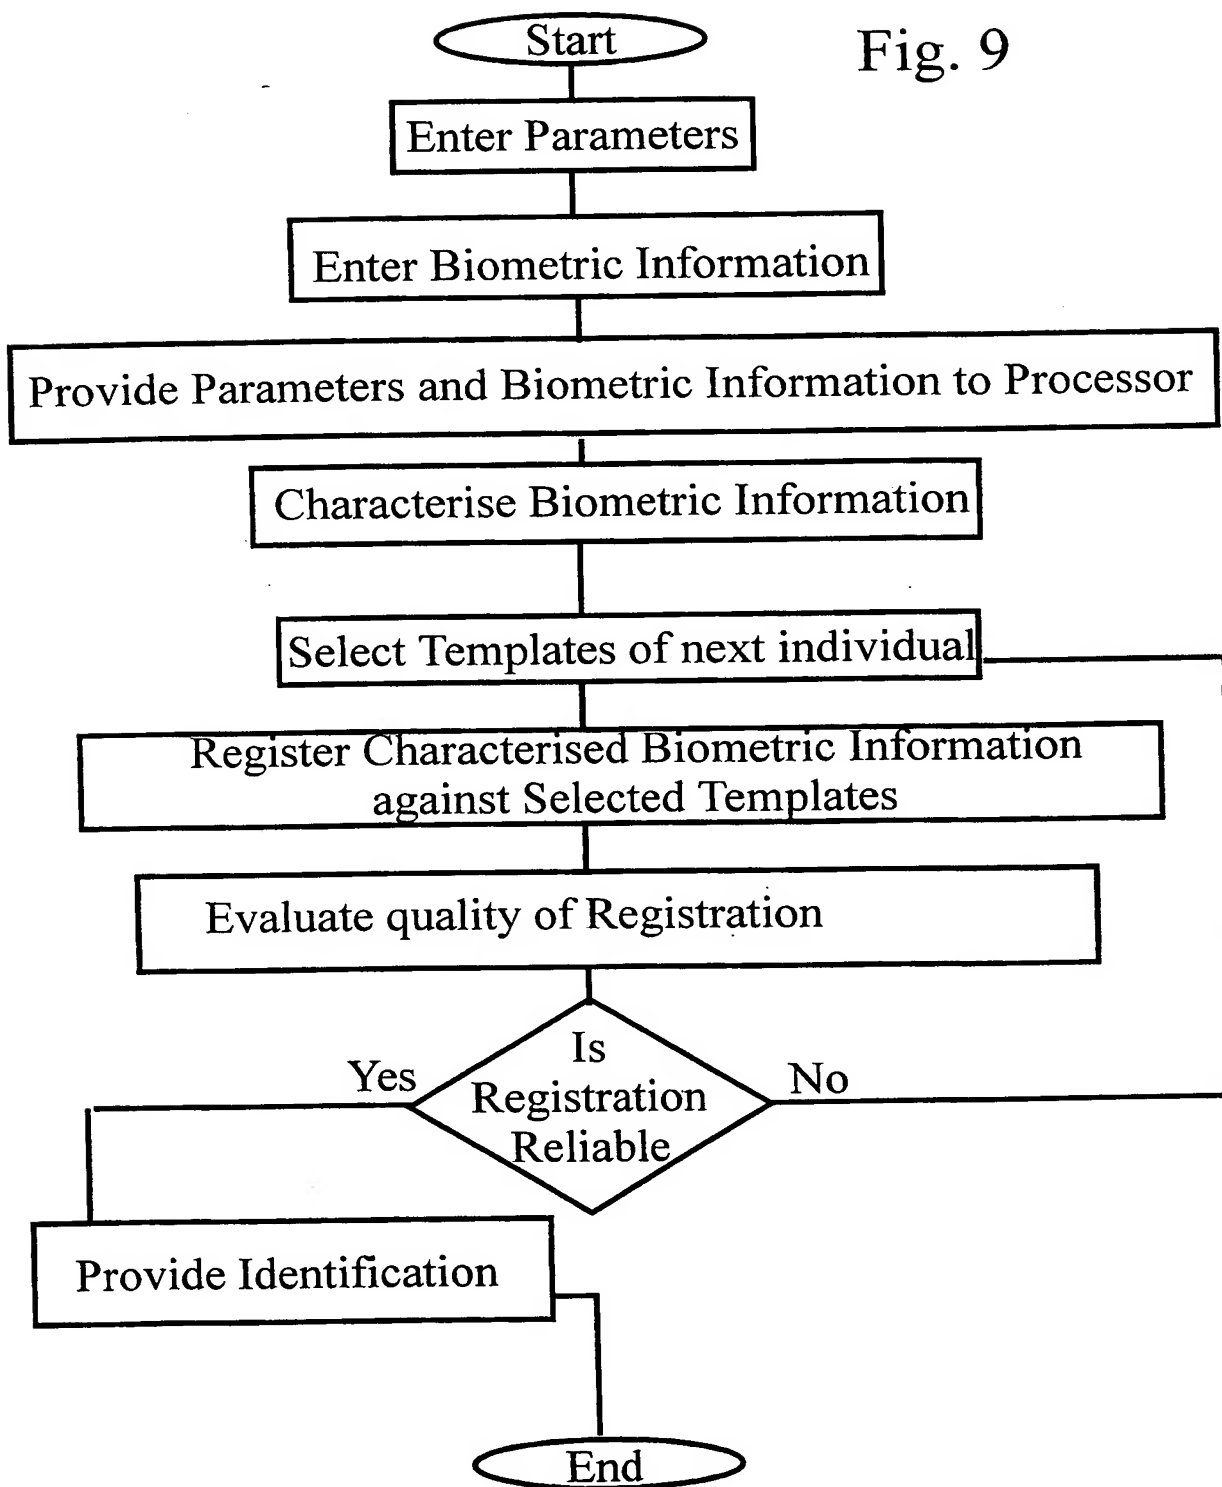 Fig. 9
Start
Enter Parameters
Enter Biometric Information
Provide Parameters and Biometric Information to Processor
Characterise Biometric Information
Select Templates of next individual
Register Characterised Biometric Information
against Selected Templates
Evaluate quality of Registration
Is
Registration
Reliable
Yes
No
Provide Identification
End